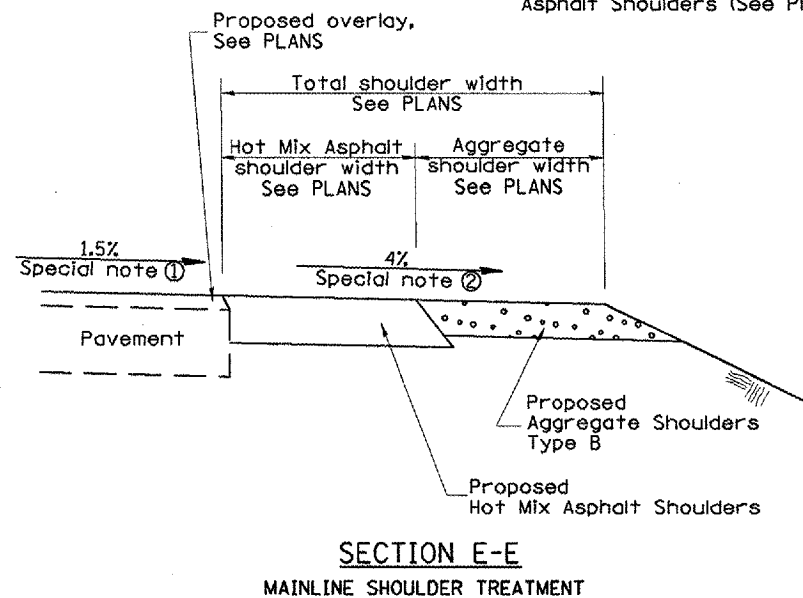 Asphalt Shoulders (See Pl
Proposed overlay,
See PLANS
Total shoulder width
See PLANS
Hot Mix Asphalt
shoulder width
See PLANS
Aggregate
shoulder width
See PLANS
1.5%
Special note ①
4%
Special note ②
Pavement
Proposed
Aggregate Shoulders
Type B
Proposed
Hot Mix Asphalt Shoulders
SECTION E-E
MAINLINE SHOULDER TREATMENT